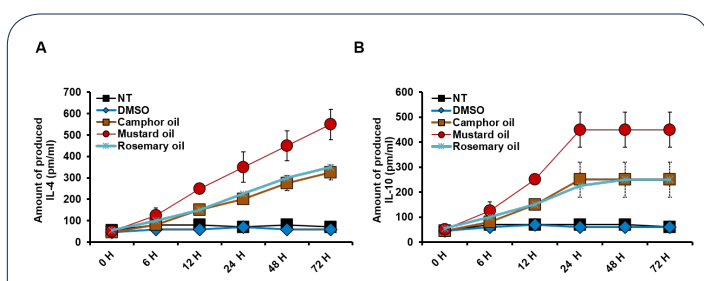 A
Amount of produced
IL-4 (pm/ml)
700
600
500
400
300
200
100
0
NT
DMSO
Camphor oil
Mustard oil
Rosemary oil
0 H
6 H
12 H
24 H
48 H
72 H
B
Amount of produced
IL-10 (pm/ml)
600
500
400
300
200
100
0
NT
DMSO
Camphor oil
Mustard oil
Rosemary oil
0 H
6 H
12 H
24 H
48 H
72 H